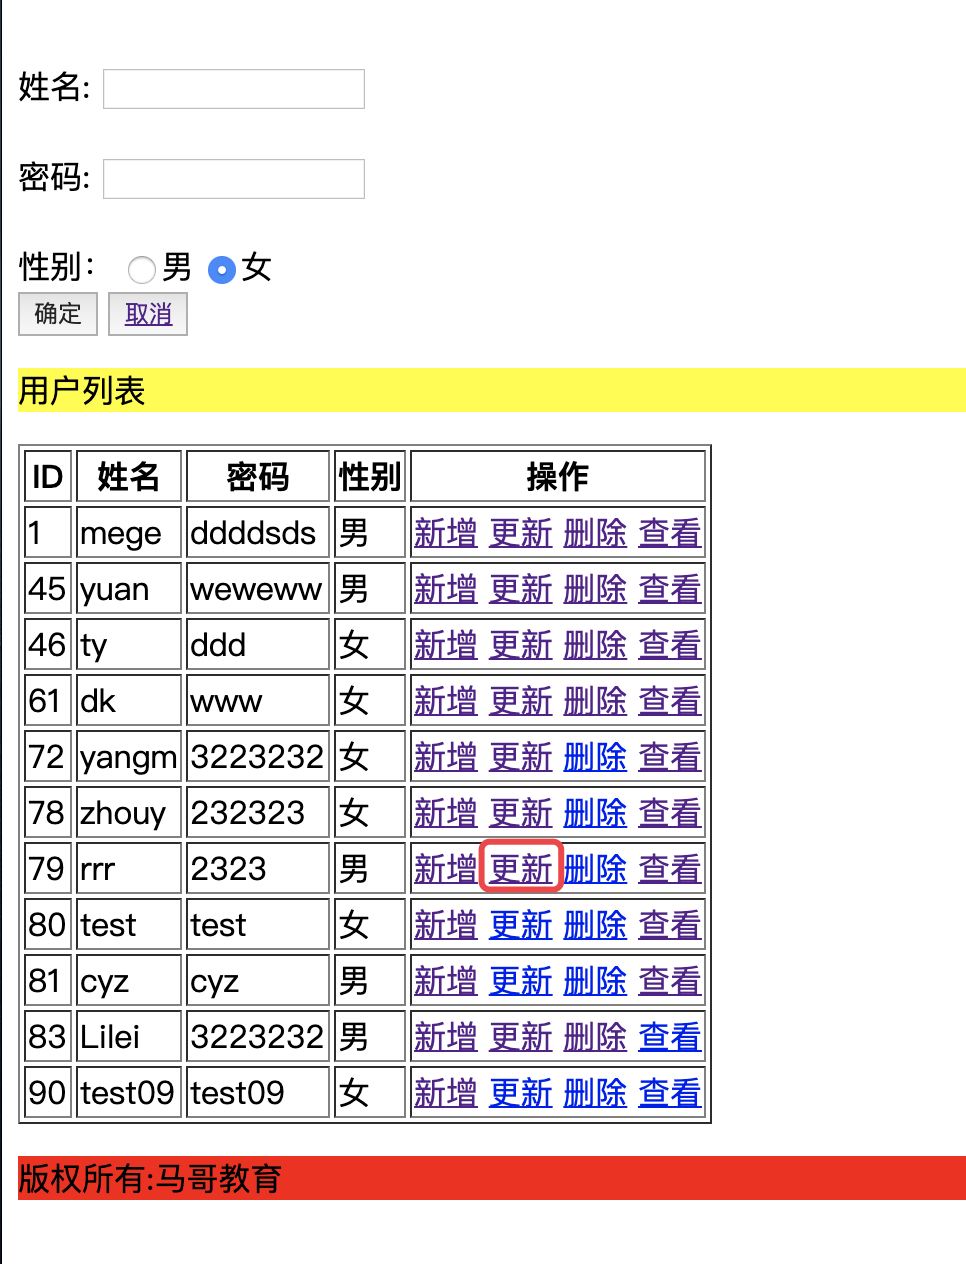 姓名:
密码:
性别： 男 女
确定 取消
用户列表
ID 姓名 密码 性别 操作
1 mege ddddsds 男 新增 更新 删除 查看
45 yuan weweww 男 新增 更新 删除 查看
46 ty ddd 女 新增 更新 删除 查看
61 dk www 女 新增 更新 删除 查看
72 yangm 3223232 女 新增 更新 删除 查看
78 zhouy 232323 女 新增 更新 删除 查看
79 rrr 2323 男 新增 更新 删除 查看
80 test test 女 新增 更新 删除 查看
81 cyz cyz 男 新增 更新 删除 查看
83 Lilei 3223232 男 新增 更新 删除 查看
90 test09 test09 女 新增 更新 删除 查看
版权所有:马哥教育